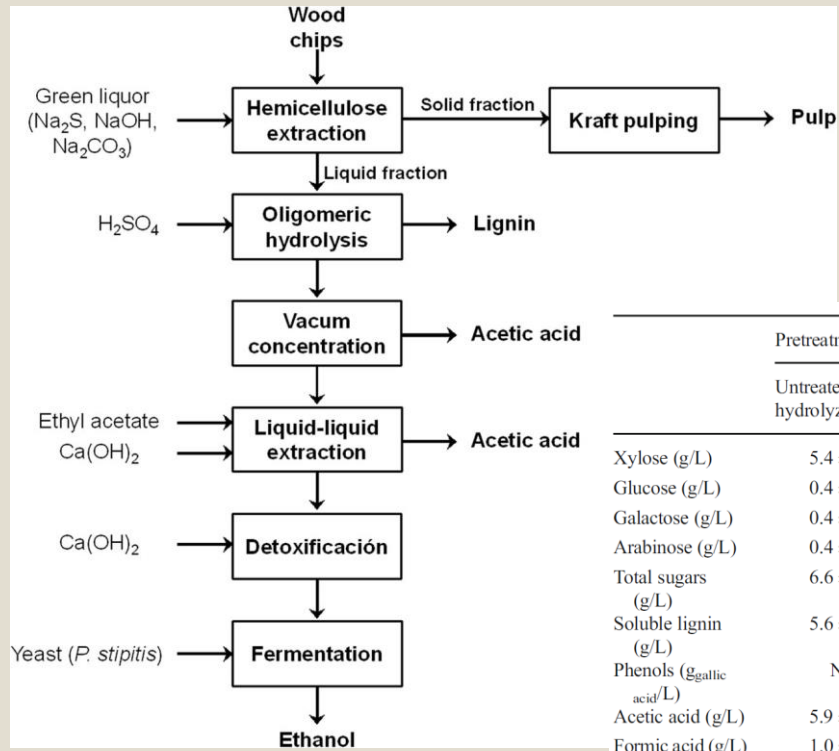 Wood
chips
Green liquor
(Na₂S, NaOH,
Na₂CO₃)
Hemicellulose
extraction
Solid fraction
Kraft pulping
Pulp
Liquid fraction
H₂SO₄
Oligomeric
hydrolysis
Lignin
Vacum
concentration
Acetic acid
Ethyl acetate
Ca(OH)₂
Liquid-liquid
extraction
Acetic acid
Ca(OH)₂
Detoxificación
Yeast (P. stipitis)
Fermentation
Ethanol
Xylose (g/L) 5.4
Glucose (g/L) 0.4
Galactose (g/L) 0.4
Arabinose (g/L) 0.4
Total sugars 6.6
(g/L)
Soluble lignin 5.6
(g/L)
Phenols (g gallic
acid/L)
Acetic acid (g/L) 5.9
Formic acid (g/L) 1.0